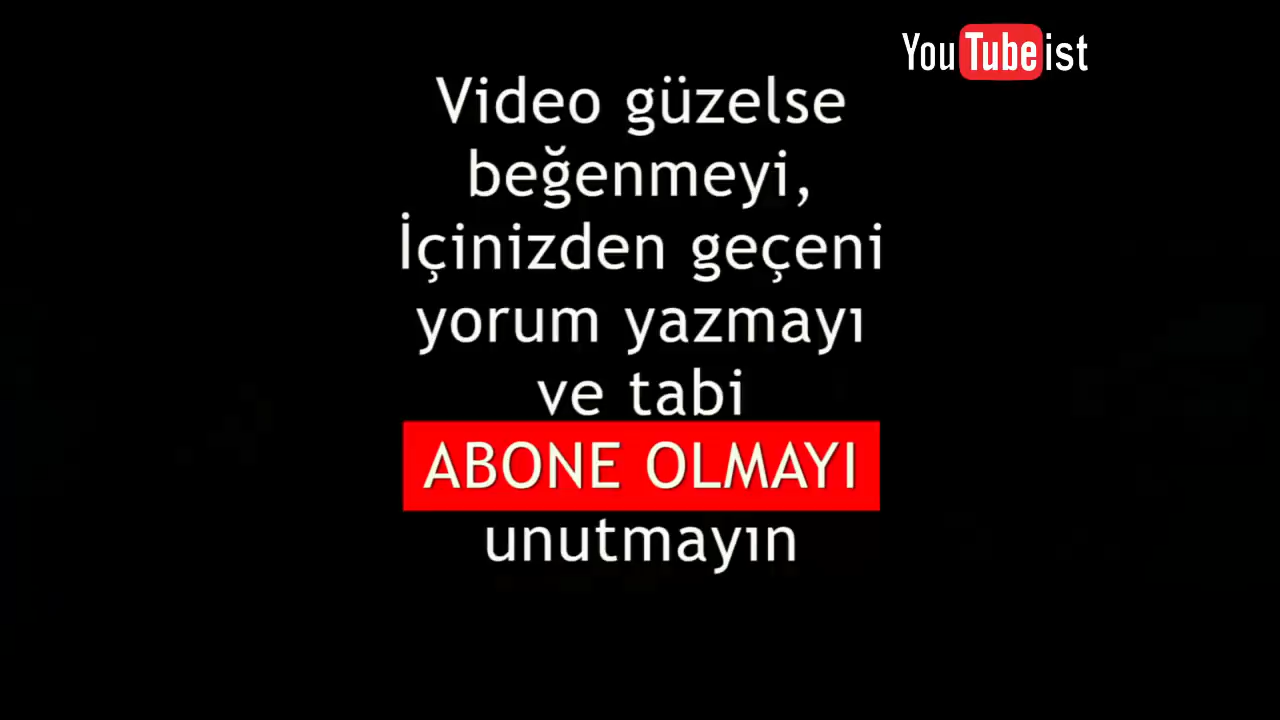 YouTubeist
Video güzelse
beğenmeyi,
İçinizden geçeni
yorum yazmayı
ve tabi
ABONE OLMAYI
unutmayın